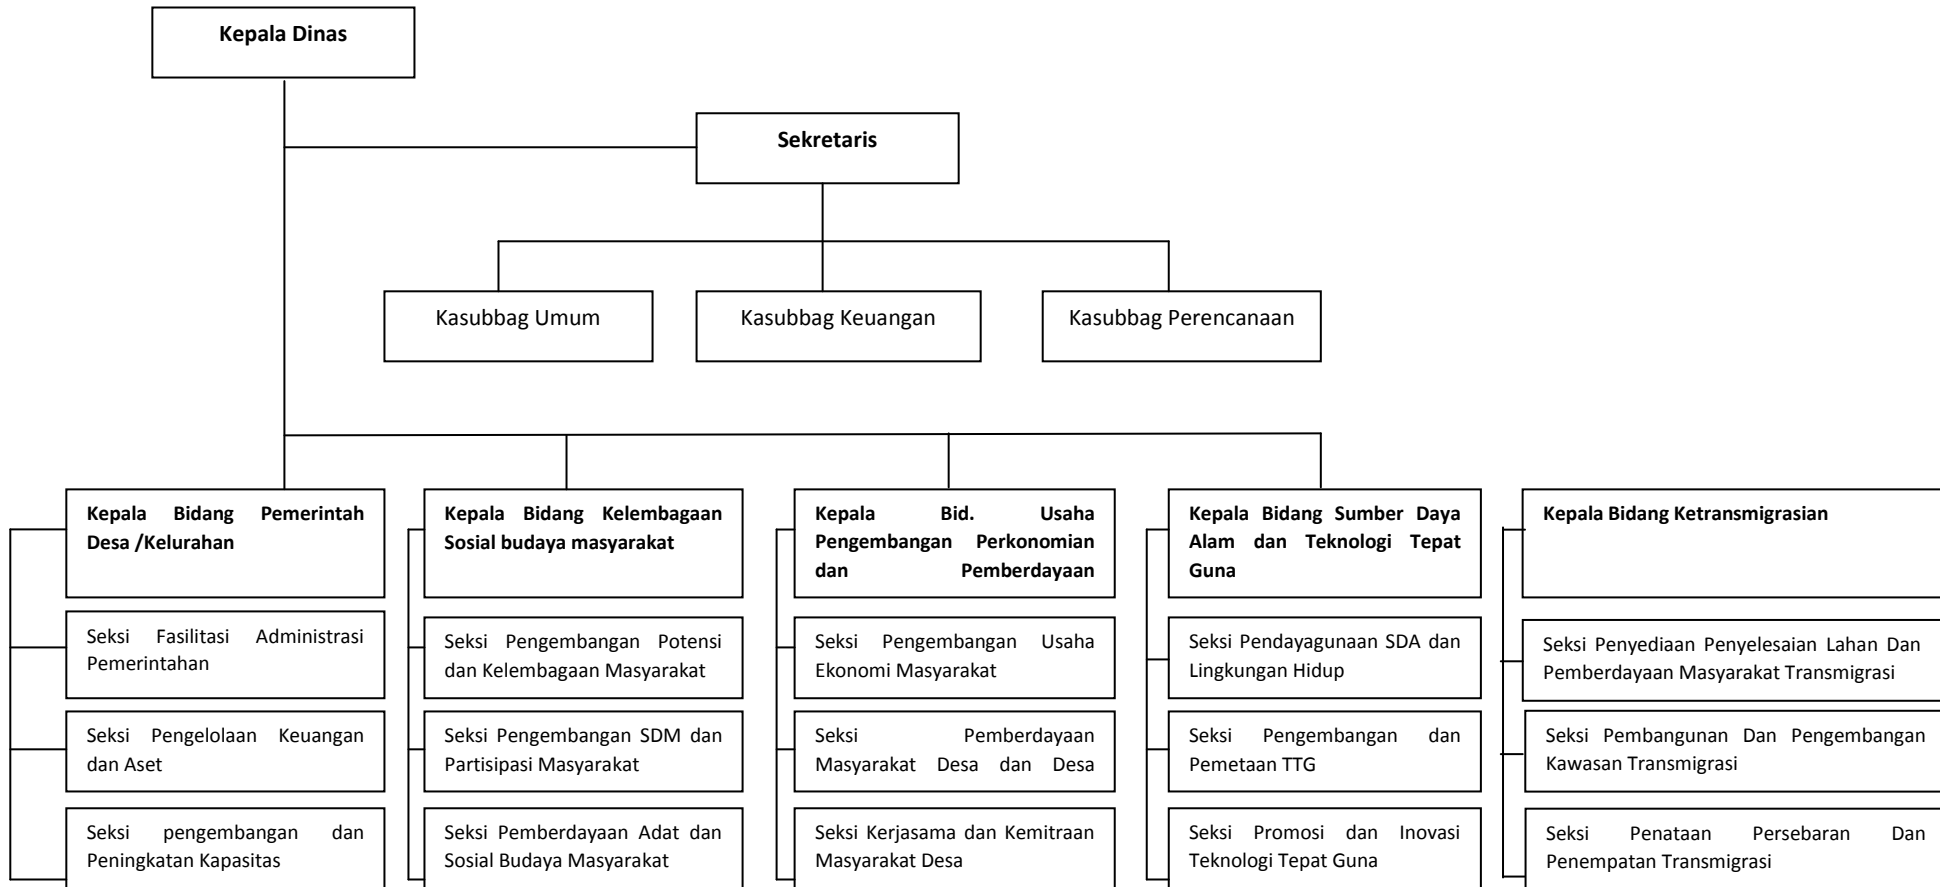 Kepala Dinas
Sekretaris
Kasubbag Umum
Kasubbag Keuangan
Kasubbag Perencanaan
Kepala Bidang Pemerintah
Desa /Kelurahan
Seksi Fasilitasi Administrasi
Pemerintahan
Seksi Pengelolaan Keuangan
dan Aset
Seksi pengembangan dan
Peningkatan Kapasitas
Kepala Bidang Kelembagaan
Sosial budaya masyarakat
Seksi Pengembangan Potensi
dan Kelembagaan Masyarakat
Seksi Pengembangan SDM dan
Partisipasi Masyarakat
Seksi Pemberdayaan Adat dan
Sosial Budaya Masyarakat
Kepala Bid. Usaha
Pengembangan Perkonomian
dan Pemberdayaan
Seksi Pengembangan Usaha
Ekonomi Masyarakat
Seksi Pemberdayaan
Masyarakat Desa dan Desa
Seksi Kerjasama dan Kemitraan
Masyarakat Desa
Kepala Bidang Sumber Daya
Alam dan Teknologi Tepat
Guna
Seksi Pendayagunaan SDA dan
Lingkungan Hidup
Seksi Pengembangan dan
Pemetaan TTG
Seksi Promosi dan Inovasi
Teknologi Tepat Guna
Kepala Bidang Ketransmigrasian
Seksi Penyediaan Penyelesaian Lahan Dan
Pemberdayaan Masyarakat Transmigrasi
Seksi Pembangunan Dan Pengembangan
Kawasan Transmigrasi
Seksi Penataan Persebaran Dan
Penempatan Transmigrasi